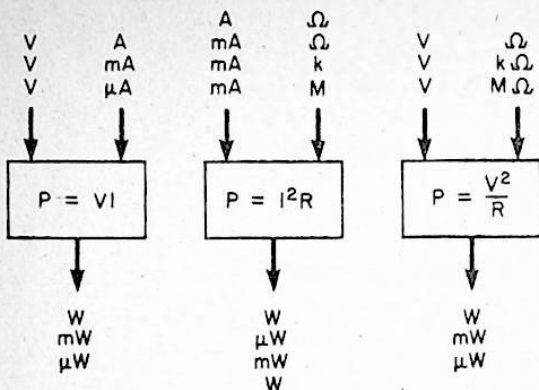 V A
V mA
V μA
P = VI
W
mW
μW
A Ω
mA Ω
mA k
mA M
P = I²R
W
μW
mW
W
V Ω
V kΩ
V MΩ
P = V²/R
W
mW
μW